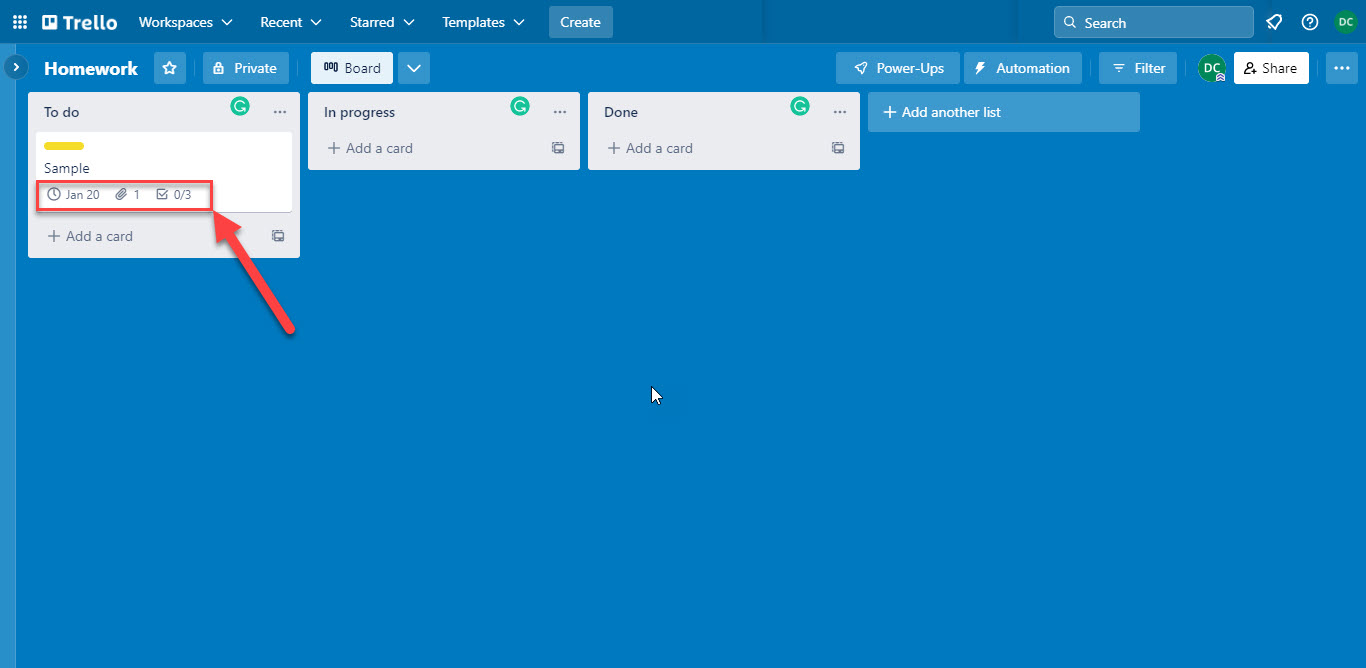 Trello Workspaces Recent Starred Templates Create Search DC
Homework Private Board Power-Ups Automation Filter DC Share
To do In progress Done + Add another list
+ Add a card + Add a card
Sample
Jan 20 1 0/3
+ Add a card